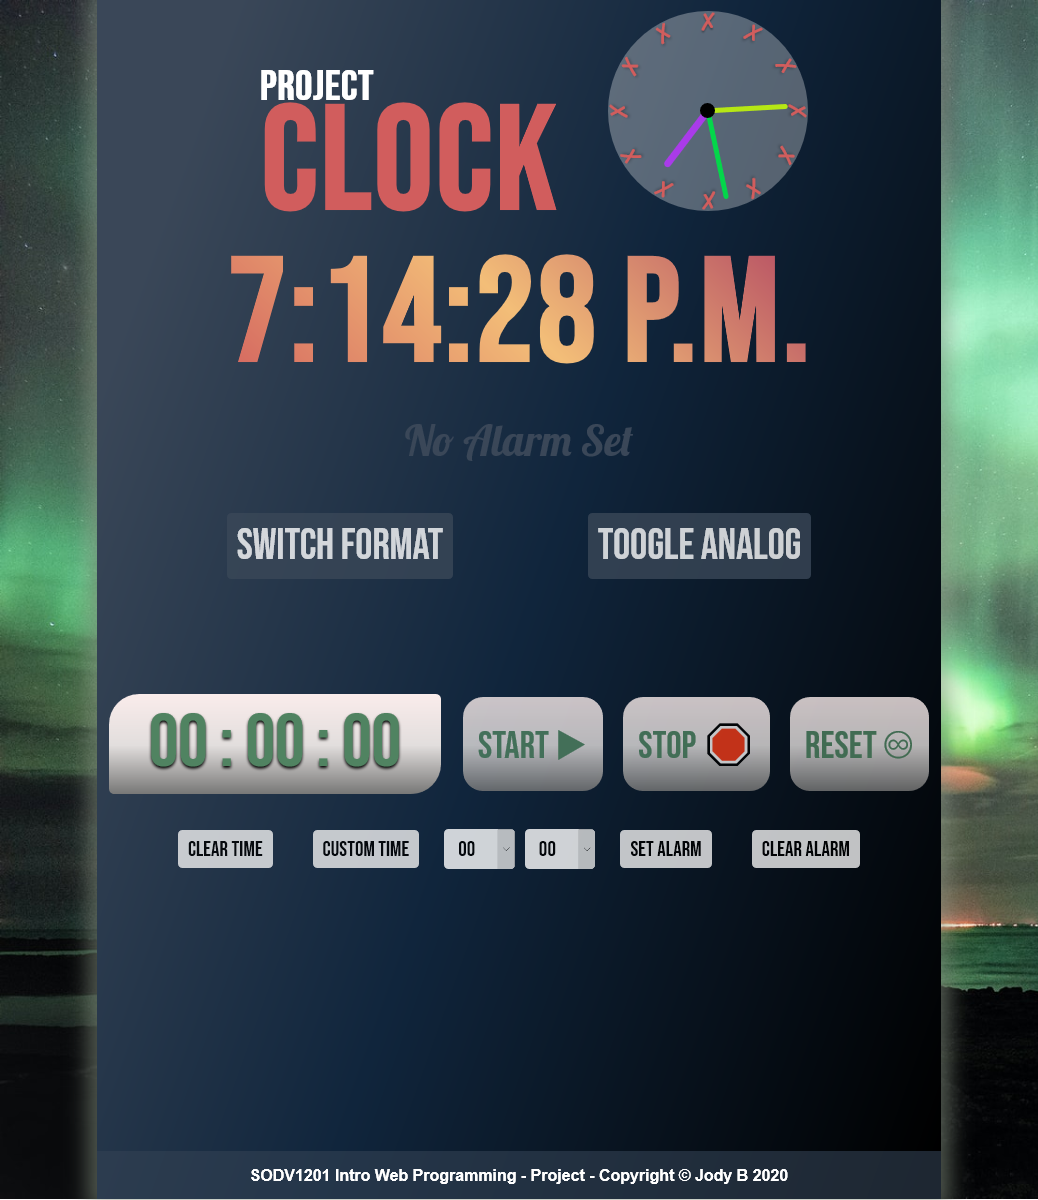 PROJECT
CLOCK
7:14:28 P.M.
No Alarm Set
SWITCH FORMAT
TOOGLE ANALOG
00 : 00 : 00
START
STOP
RESET
CLEAR TIME
CUSTOM TIME
00
00
SET ALARM
CLEAR ALARM
SODV1201 Intro Web Programming - Project - Copyright © Jody B 2020